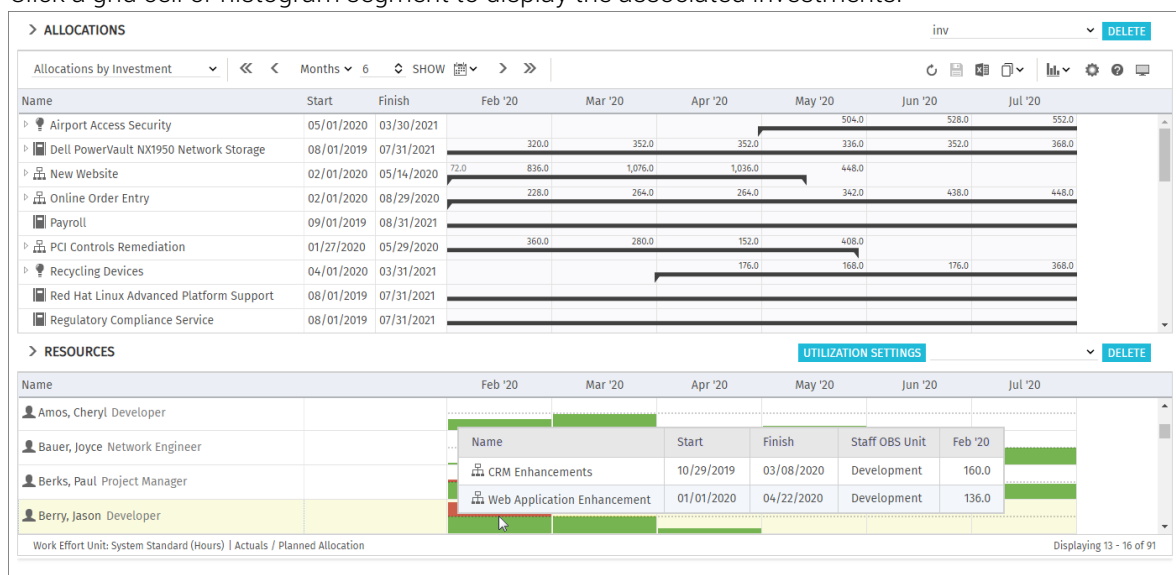 Click a grid cell or histogram segment to display the associated investments.
ALLOCATIONS inv DELETE
Allocations by Investment Months 6 SHOW
Name Start Finish Feb '20 Mar '20 Apr '20 May '20 Jun '20 Jul '20
Airport Access Security 05/01/2020 03/30/2021 504.0 528.0 552.0
Dell PowerVault NX1950 Network Storage 08/01/2019 07/31/2021 320.0 352.0 352.0 336.0 352.0 368.0
New Website 02/01/2020 05/14/2020 72.0 836.0 1,076.0 1,036.0 448.0
Online Order Entry 02/01/2020 08/29/2020 228.0 264.0 264.0 342.0 438.0 448.0
Payroll 09/01/2019 08/31/2021
PCI Controls Remediation 01/27/2020 05/29/2020 360.0 280.0 152.0 408.0
Recycling Devices 04/01/2020 03/31/2021 176.0 168.0 176.0 368.0
Red Hat Linux Advanced Platform Support 08/01/2019 07/31/2021
Regulatory Compliance Service 08/01/2019 07/31/2021
RESOURCES UTILIZATION SETTINGS DELETE
Name Feb '20 Mar '20 Apr '20 May '20 Jun '20 Jul '20
Amos, Cheryl Developer
Bauer, Joyce Network Engineer
Berks, Paul Project Manager
Berry, Jason Developer
Name Start Finish Staff OBS Unit Feb '20
CRM Enhancements 10/29/2019 03/08/2020 Development 160.0
Web Application Enhancement 01/01/2020 04/22/2020 Development 136.0
Work Effort Unit: System Standard (Hours) | Actuals / Planned Allocation Displaying 13 - 16 of 91